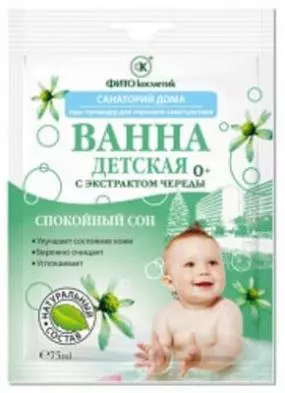 ФК
ФИТОкосметик
САНАТОРИЙ ДОМА
ВАННА
ДЕТСКАЯ 0+
С ЭКСТРАКТОМ ЧЕРЕДЫ
СПОКОЙНЫЙ СОН
• Улучшает состояние кожи
• Бережно очищает
• Успокаивает
НАТУРАЛЬНЫЙ
СОСТАВ
℮75ml